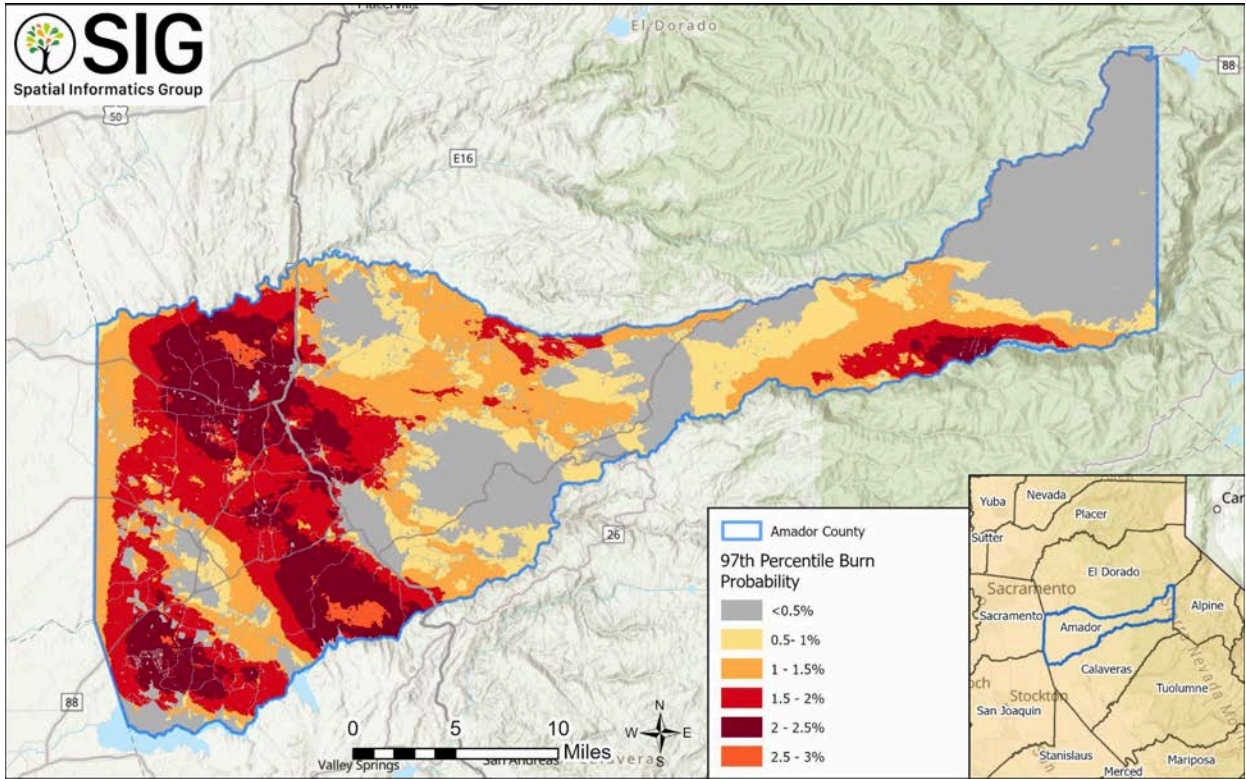 Placerville
SIG
Spatial Informatics Group
El Dorado
88
50
E16
26
88
0 5 10
Miles
W E
N
S
Valley Springs
San Andreas
Amador County
97th Percentile Burn
Probability
<0.5%
0.5- 1%
1 - 1.5%
1.5 - 2%
2 - 2.5%
2.5 - 3%
Yuba
Nevada
Placer
Sutter
Car
El Dorado
Sacramento
Sacramento
Amador
Alpine
Calaveras
Nevada
Stockton
Tuolumne
San Joaquin
Stanislaus
Merced
Mariposa